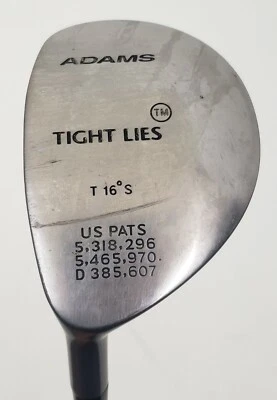 ADAMS
TIGHT LIES ™
T 16° S
US PATS
5,318,296
5,465,970
D 385,607